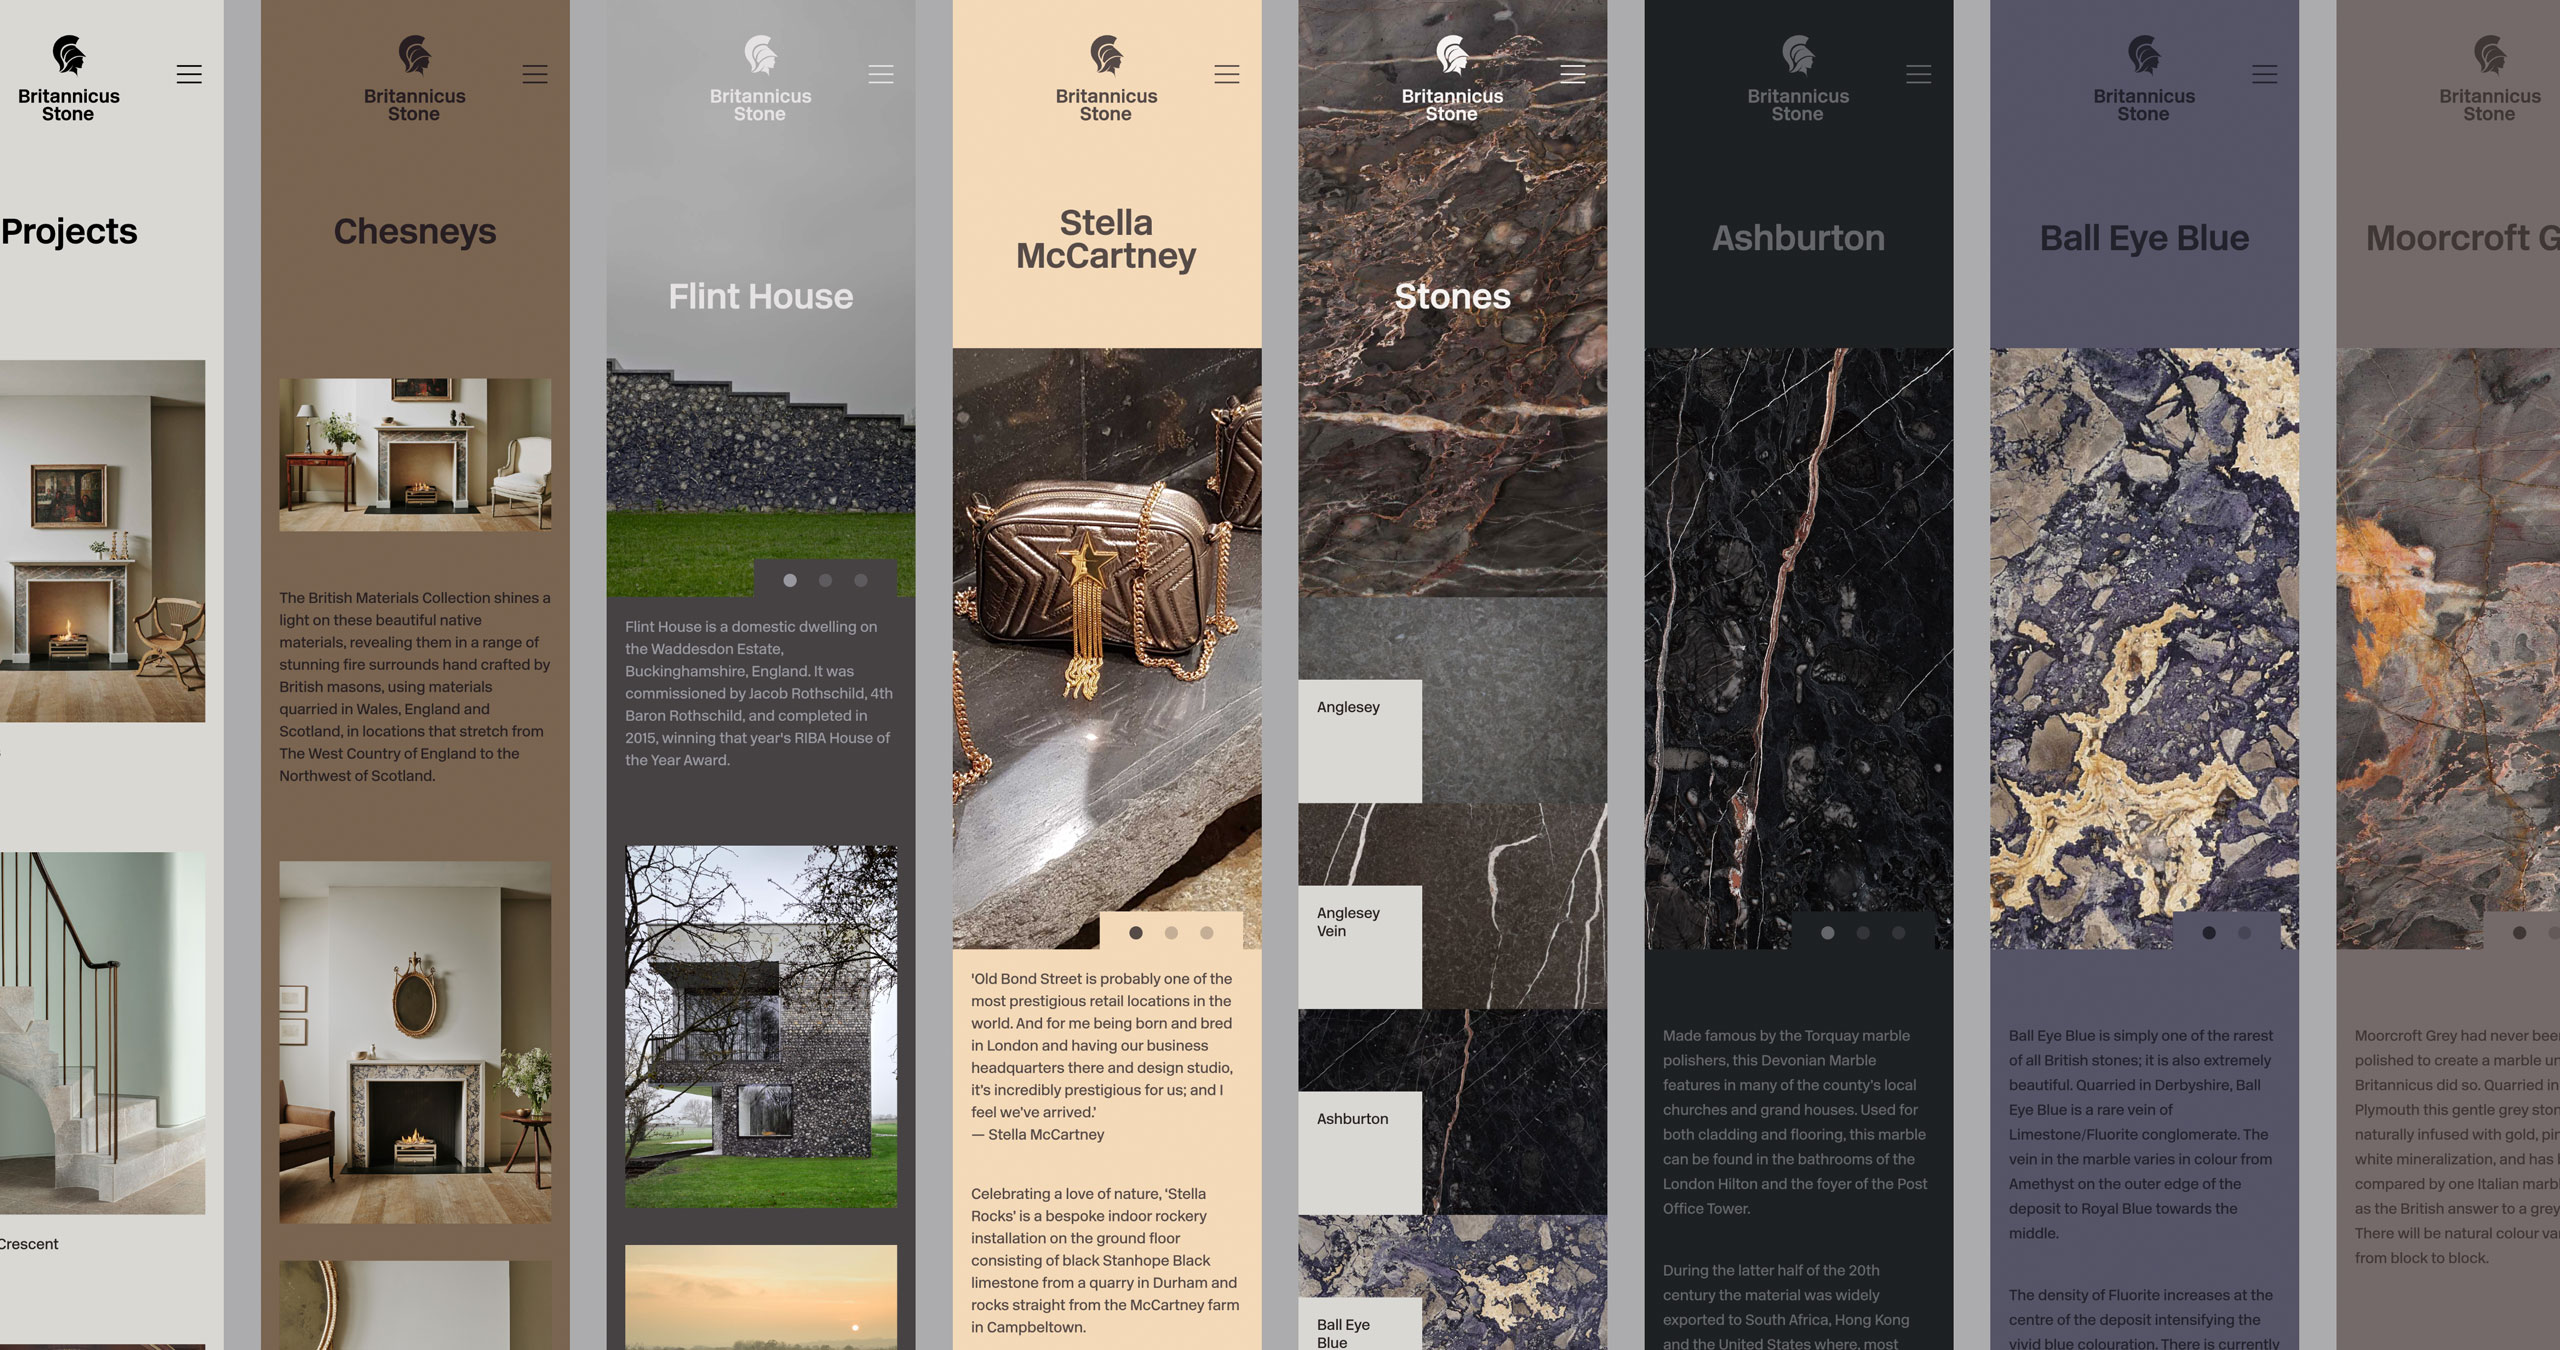 Britannicus
Stone
Projects
Crescent
Britannicus
Stone
Chesneys
The British Materials Collection shines a
light on these beautiful native
materials, revealing them in a range of
stunning fire surrounds hand crafted by
British masons, using materials
quarried in Wales, England and
Scotland, in locations that stretch from
The West Country of England to the
Northwest of Scotland.
Britannicus
Stone
Flint House
Flint House is a domestic dwelling on
the Waddesdon Estate,
Buckinghamshire, England. It was
commissioned by Jacob Rothschild, 4th
Baron Rothschild, and completed in
2015, winning that year's RIBA House of
the Year Award.
Britannicus
Stone
Stella
McCartney
'Old Bond Street is probably one of the
most prestigious retail locations in the
world. And for me being born and bred
in London and having our business
headquarters there and design studio,
it's incredibly prestigious for us; and I
feel we've arrived.'
— Stella McCartney
Celebrating a love of nature, ‘Stella
Rocks’ is a bespoke indoor rockery
installation on the ground floor
consisting of black Stanhope Black
limestone from a quarry in Durham and
rocks straight from the McCartney farm
in Campbeltown.
Britannicus
Stone
Stones
Anglesey
Anglesey
Vein
Ashburton
Ball Eye
Blue
Britannicus
Stone
Ashburton
Made famous by the Torquay marble
polishers, this Devonian Marble
features in many of the county's local
churches and grand houses. Used for
both cladding and flooring, this marble
can be found in the bathrooms of the
London Hilton and the foyer of the Post
Office Tower.
During the latter half of the 20th
century the material was widely
exported to South Africa, Hong Kong
and the United States where, most
Britannicus
Stone
Ball Eye Blue
Ball Eye Blue is simply one of the rarest
of all British stones; it is also extremely
beautiful. Quarried in Derbyshire, Ball
Eye Blue is a rare vein of
Limestone/Fluorite conglomerate. The
vein in the marble varies in colour from
Amethyst on the outer edge of the
deposit to Royal Blue towards the
middle.
The density of Fluorite increases at the
centre of the deposit intensifying the
vivid blue colouration. There is currently
Britannicus
Stone
Moorcroft G
Moorcroft Grey had never been
polished to create a marble
Britannicus did so. Quarried in
Plymouth this gentle grey
naturally infused with gold,
white mineralization, and has
compared by one Italian
as the British answer to a grey
There will be natural colour
from block to block.